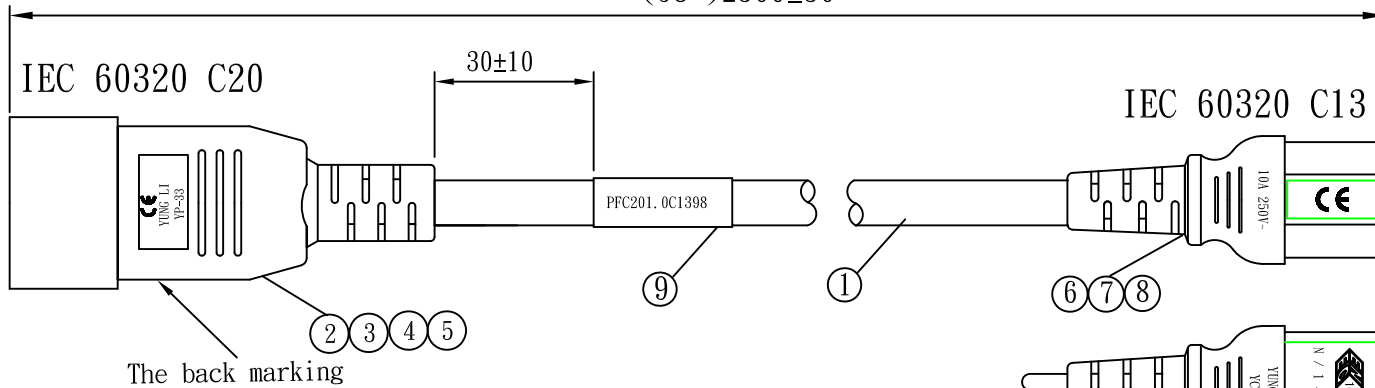 30±10
IEC 60320 C20
IEC 60320 C13
CE
YUNG LI
YP-33
PFC201.0C1398
10A 250V~
CE
9
1
6 7 8
2 3 4 5
The back marking